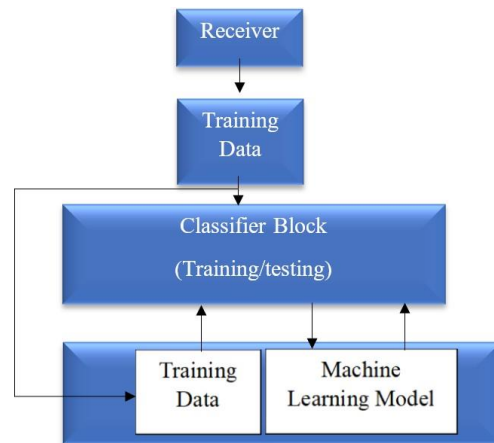 Receiver
Training
Data
Classifier Block
(Training/testing)
Training
Data
Machine
Learning Model